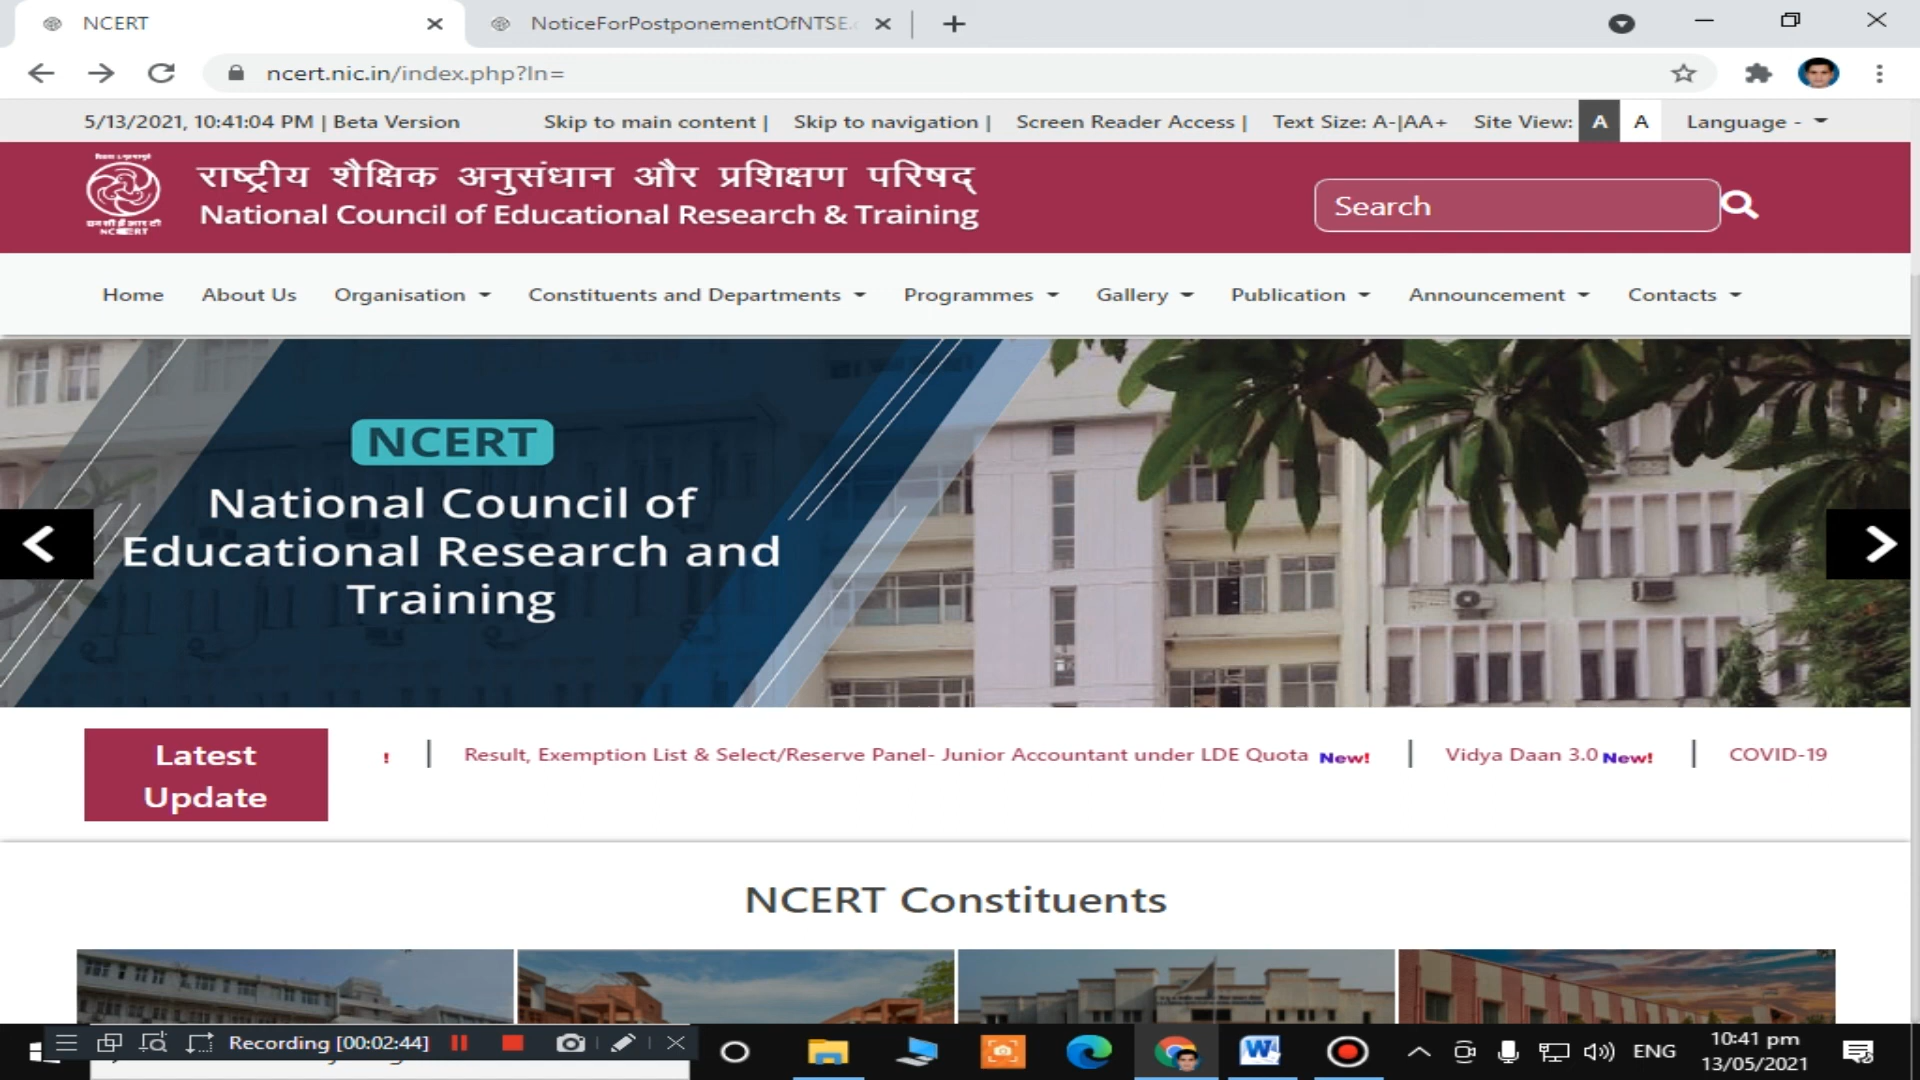 NCERT
NoticeForPostponementOfNTSE.
ncert.nic.in/index.php?ln=
5/13/2021, 10:41:04 PM | Beta Version
Skip to main content |
Skip to navigation |
Screen Reader Access |
Text Size: A-|AA+
Site View: A A
Language -
राष्ट्रीय शैक्षिक अनुसंधान और प्रशिक्षण परिषद्
National Council of Educational Research & Training
Search
Home About Us Organisation Constituents and Departments Programmes Gallery Publication Announcement Contacts
NCERT
National Council of
Educational Research and
Training
Latest
Update
! | Result, Exemption List & Select/Reserve Panel- Junior Accountant under LDE Quota New! | Vidya Daan 3.0 New! | COVID-19
NCERT Constituents
Recording [00:02:44]
ENG
10:41 pm
13/05/2021